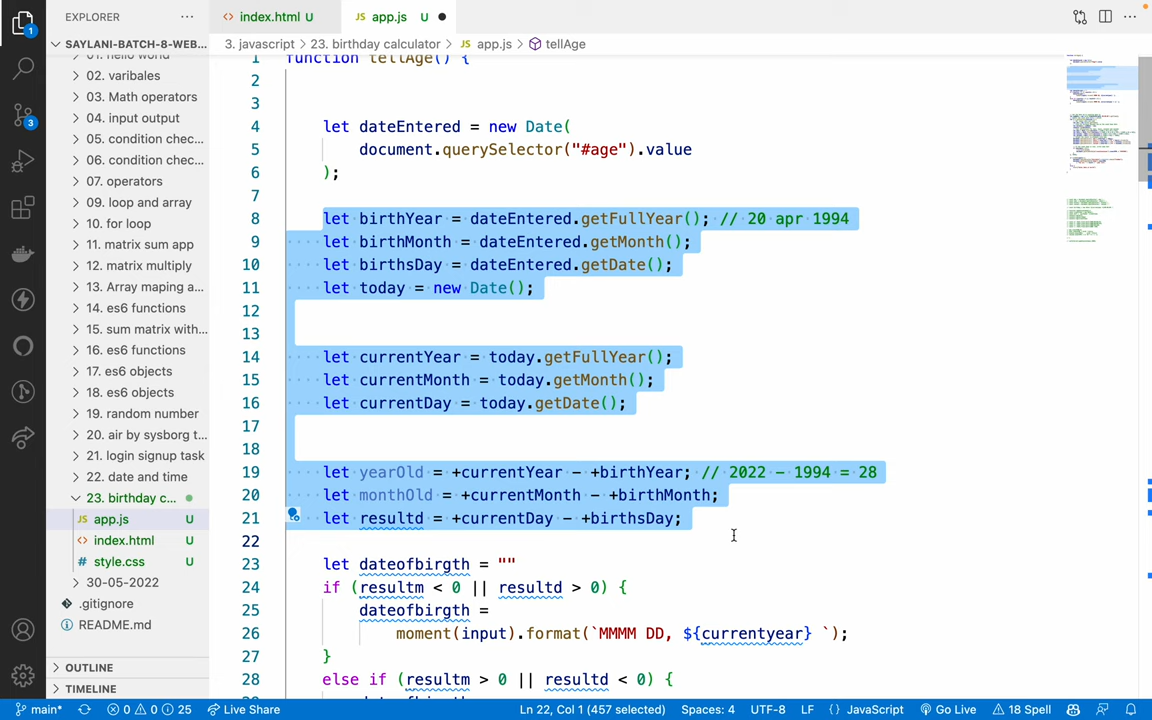 EXPLORER
SAYLANI-BATCH-8-WEB...
01. hello world
02. varibales
03. Math operators
04. input output
05. condition chec...
06. condition chec...
07. operators
09. loop and array
10. for loop
11. matrix sum app
12. matrix multiply
13. Array maping a...
14. es6 functions
15. sum matrix with...
16. es6 functions
17. es6 objects
18. es6 objects
19. random number
20. air by sysborg t...
21. login signup task
22. date and time
23. birthday c...
JS app.js U
<> index.html U
# style.css U
30-05-2022
.gitignore
README.md
OUTLINE
TIMELINE
<> index.html U
JS app.js U
3. javascript > 23. birthday calculator > JS app.js > tellAge
1 function tellAge() {
2
3
4 let dateEntered = new Date(
5 document.querySelector("#age").value
6 );
7
8 let birthYear = dateEntered.getFullYear(); // 20 apr 1994
9 let birthMonth = dateEntered.getMonth();
10 let birthsDay = dateEntered.getDate();
11 let today = new Date();
12
13
14 let currentYear = today.getFullYear();
15 let currentMonth = today.getMonth();
16 let currentDay = today.getDate();
17
18
19 let yearOld = +currentYear - +birthYear; // 2022 - 1994 = 28
20 let monthOld = +currentMonth - +birthMonth;
21 let resultd = +currentDay - +birthsDay;
22
23 let dateofbirgth = ""
24 if (resultm < 0 || resultd > 0) {
25 dateofbirgth =
26 moment(input).format(`MMMM DD, ${currentyear} `);
27 }
28 else if (resultm > 0 || resultd < 0) {
1
3
main* 0 0 25 Live Share Ln 22, Col 1 (457 selected) Spaces: 4 UTF-8 LF {} JavaScript Go Live 18 Spell